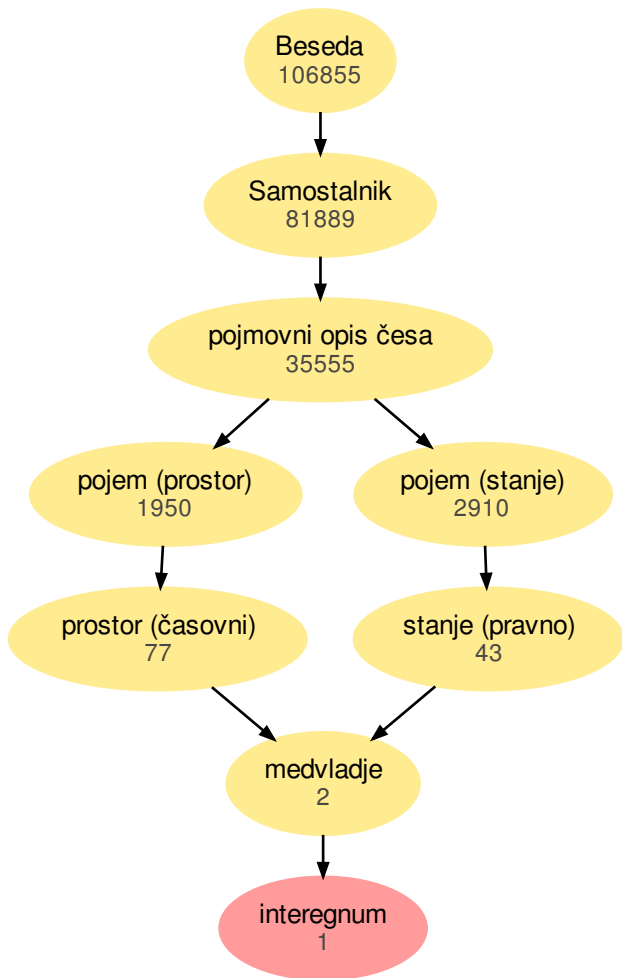 Beseda
106855
Samostalnik
81889
pojmovni opis česa
35555
pojem (prostor)
1950
pojem (stanje)
2910
prostor (časovni)
77
stanje (pravno)
43
medvladje
2
interegnum
1